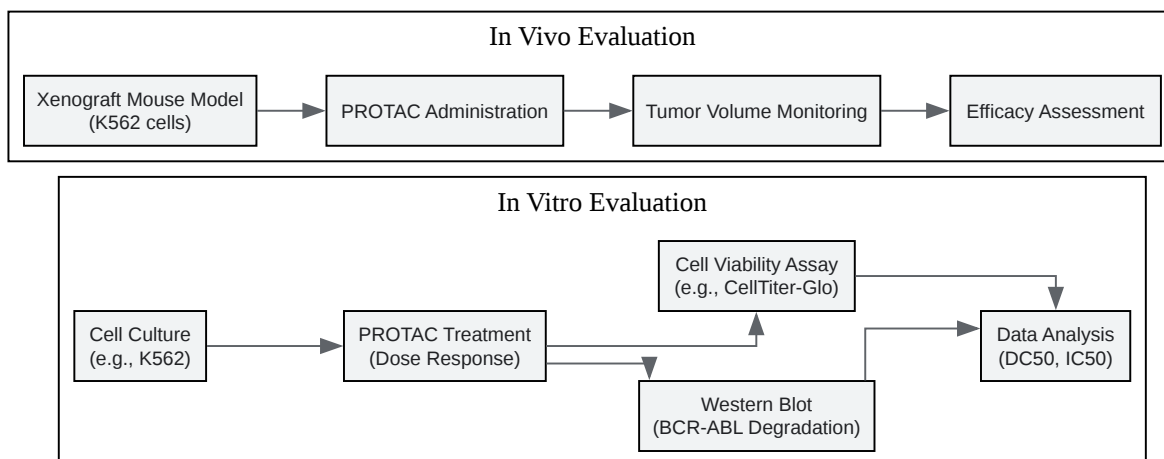 In Vivo Evaluation
Xenograft Mouse Model
(K562 cells)
PROTAC Administration
Tumor Volume Monitoring
Efficacy Assessment
In Vitro Evaluation
Cell Culture
(e.g., K562)
PROTAC Treatment
(Dose Response)
Cell Viability Assay
(e.g., CellTiter-Glo)
Western Blot
(BCR-ABL Degradation)
Data Analysis
(DC50, IC50)